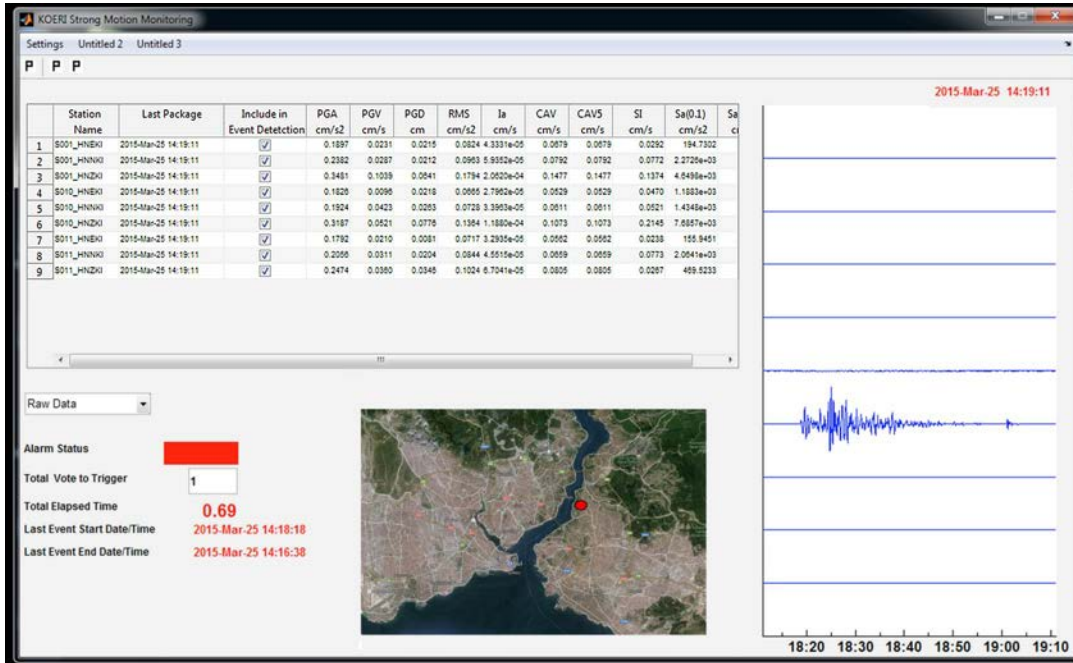 KOERI Strong Motion Monitoring
Settings Untitled 2 Untitled 3
P P P
2015-Mar-25 14:19:11
Station Last Package Include in PGA PGV PGD RMS Ia CAV CAV5 SI Sa(0.1) Sa
Name Event Detetction cm/s2 cm/s cm cm/s2 cm/s cm/s cm/s cm/s cm/s2
1 S001_HNEKI 2015-Mar-25 14:19:11 0.1897 0.0231 0.0215 0.0824 4.3331e-05 0.0679 0.0679 0.0292 194.7302
2 S001_HNNKI 2015-Mar-25 14:19:11 0.2382 0.0287 0.0212 0.0963 5.9352e-05 0.0792 0.0792 0.0772 2.2726e+03
3 S001_HNZKI 2015-Mar-25 14:19:11 0.3481 0.1039 0.0641 0.1794 2.0620e-04 0.1477 0.1477 0.1374 4.6498e+03
4 S010_HNEKI 2015-Mar-25 14:19:11 0.1826 0.0096 0.0218 0.0665 2.7962e-05 0.0529 0.0529 0.0470 1.1883e+03
5 S010_HNNKI 2015-Mar-25 14:19:11 0.1924 0.0423 0.0263 0.0728 3.3963e-05 0.0611 0.0611 0.0521 1.4348e+03
6 S010_HNZKI 2015-Mar-25 14:19:11 0.3187 0.0521 0.0776 0.1364 1.1880e-04 0.1073 0.1073 0.2145 7.6857e+03
7 S011_HNEKI 2015-Mar-25 14:19:11 0.1792 0.0210 0.0081 0.0717 3.2935e-05 0.0562 0.0562 0.0238 155.9451
8 S011_HNNKI 2015-Mar-25 14:19:11 0.2056 0.0311 0.0204 0.0844 4.5515e-05 0.0659 0.0659 0.0773 2.0641e+03
9 S011_HNZKI 2015-Mar-25 14:19:11 0.2474 0.0360 0.0346 0.1024 6.7041e-05 0.0805 0.0805 0.0267 469.5233
Raw Data
Alarm Status
Total Vote to Trigger 1
Total Elapsed Time 0.69
Last Event Start Date/Time 2015-Mar-25 14:18:18
Last Event End Date/Time 2015-Mar-25 14:16:38
18:20 18:30 18:40 18:50 19:00 19:10